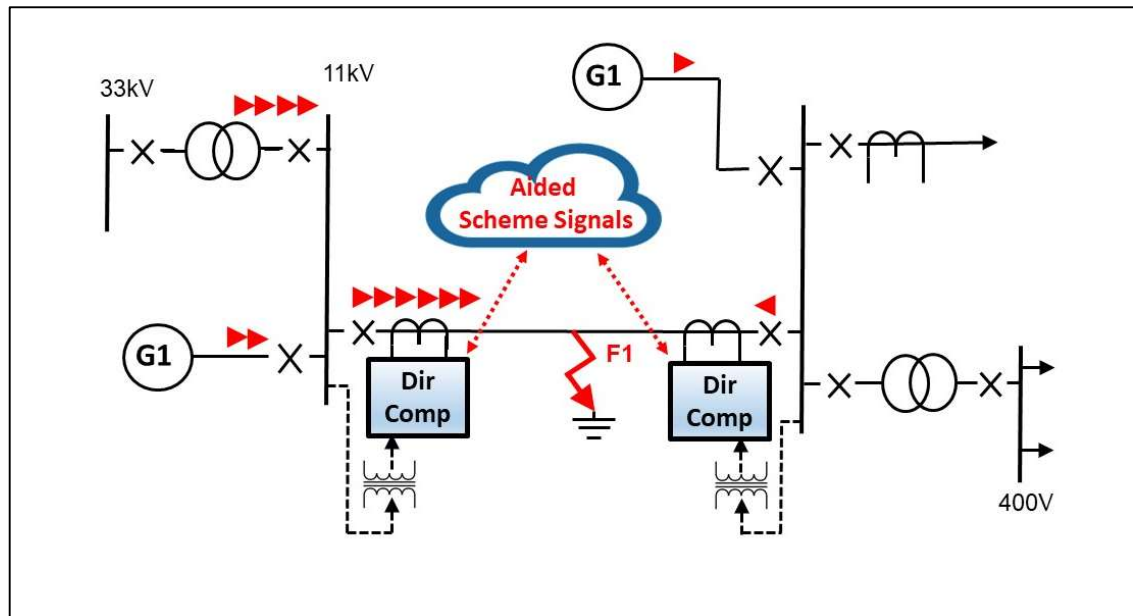 33kV
11kV
G1
Aided
Scheme Signals
G1
F1
Dir
Comp
Dir
Comp
400V